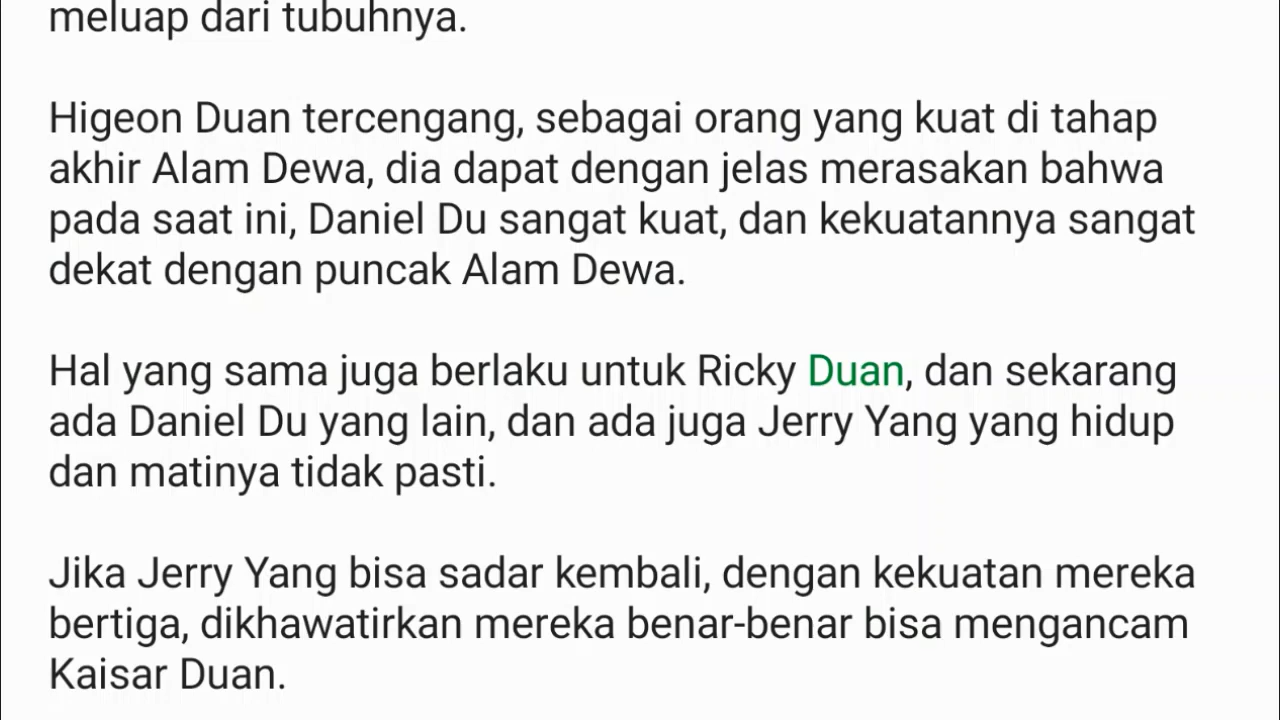 meluap dari tubuhnya.
Higeon Duan tercengang, sebagai orang yang kuat di tahap
akhir Alam Dewa, dia dapat dengan jelas merasakan bahwa
pada saat ini, Daniel Du sangat kuat, dan kekuatannya sangat
dekat dengan puncak Alam Dewa.
Hal yang sama juga berlaku untuk Ricky Duan, dan sekarang
ada Daniel Du yang lain, dan ada juga Jerry Yang yang hidup
dan matinya tidak pasti.
Jika Jerry Yang bisa sadar kembali, dengan kekuatan mereka
bertiga, dikhawatirkan mereka benar-benar bisa mengancam
Kaisar Duan.